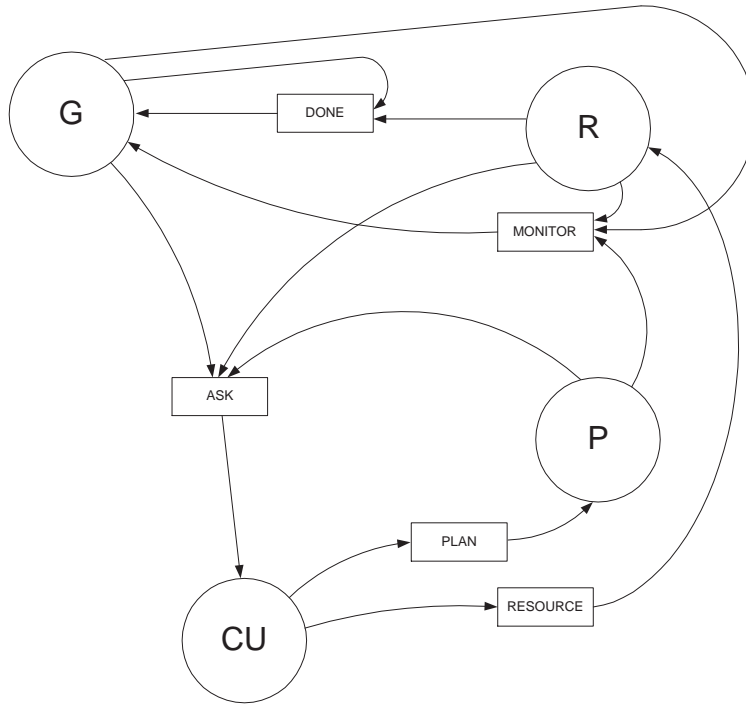 G
DONE
R
MONITOR
ASK
P
PLAN
RESOURCE
CU